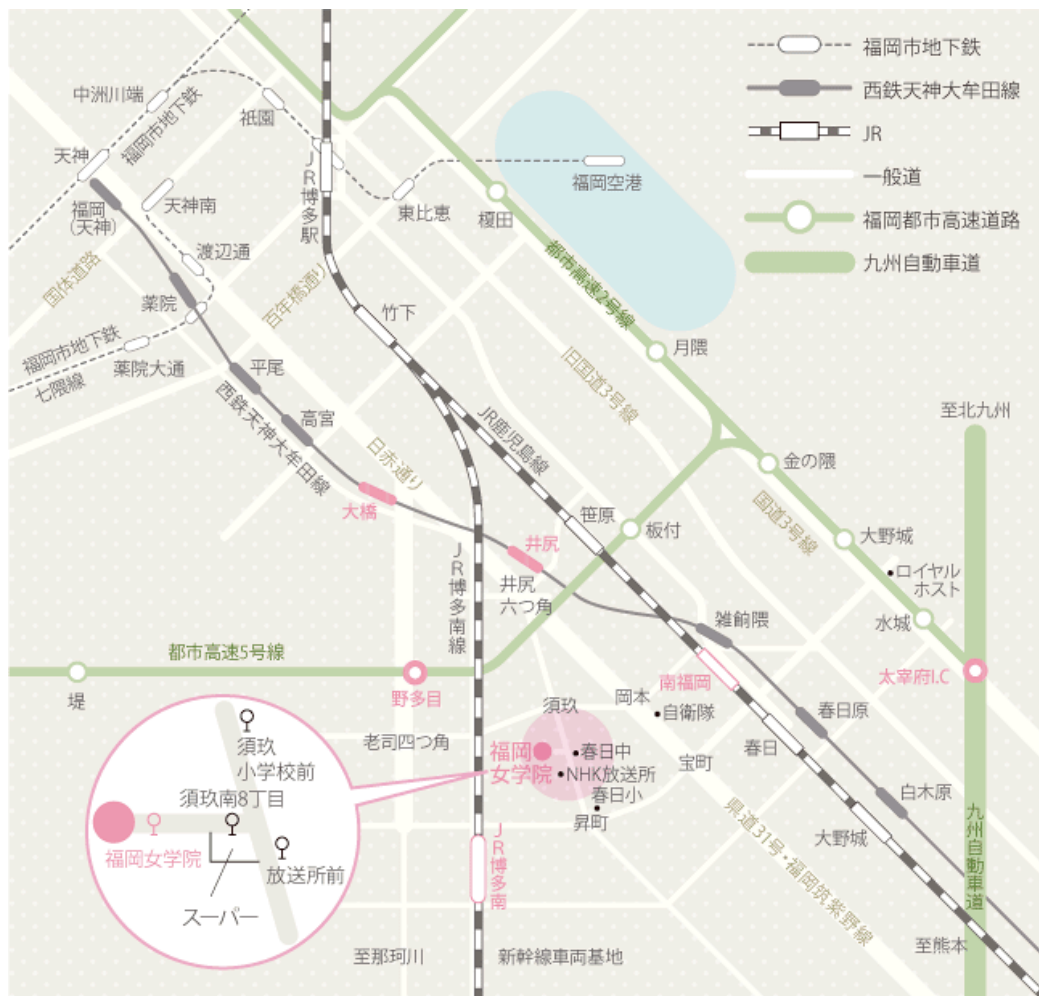 福岡市地下鉄
西鉄天神大牟田線
JR
一般道
福岡都市高速道路
九州自動車道
中洲川端
福岡市地下鉄
祇園
天神
JR博多駅
福岡空港
東比恵
榎田
福岡
(天神)
天神南
渡辺通
国体道路
百年橋通り
都市高速2号線
薬院
竹下
福岡市地下鉄
七隈線
薬院大通
平尾
月隈
旧国道3号線
高宮
西鉄天神大牟田線
JR鹿児島線
至北九州
日赤通り
金の隈
大橋
国道3号線
笹原
板付
大野城
井尻
ロイヤル
ホスト
井尻
六つ角
JR博多南線
雑餉隈
水城
都市高速5号線
太宰府I.C
南福岡
堤
野多目
岡本
須玖
自衛隊
春日原
老司四つ角
福岡
女学院
春日中
NHK放送所
春日小
昇町
宝町
春日
白木原
大野城
県道31号・福岡筑紫野線
九州自動車道
須玖
小学校前
須玖南8丁目
福岡女学院
放送所前
スーパー
JR博多南
至那珂川
新幹線車両基地
至熊本